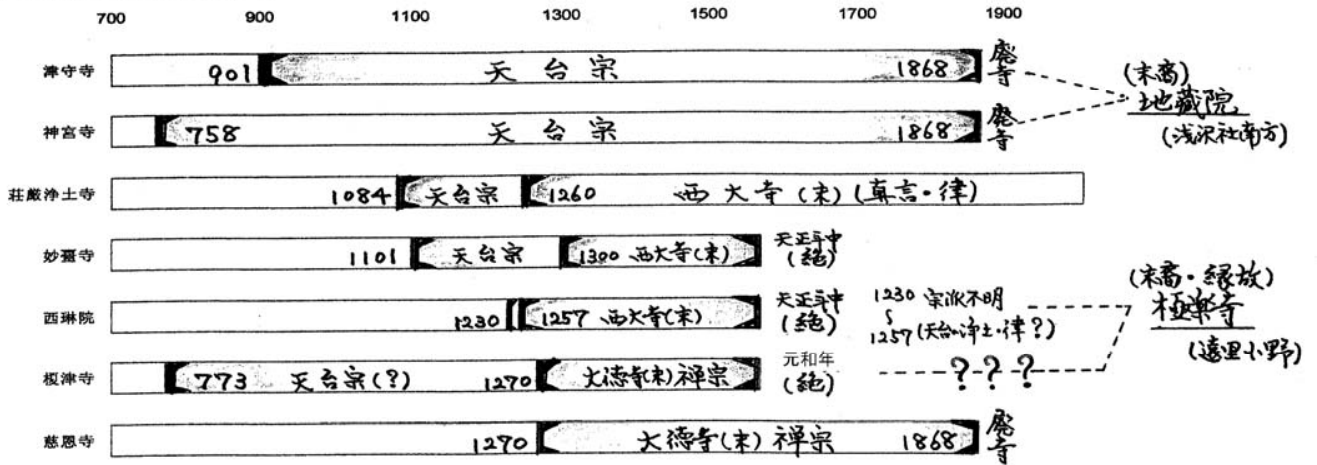 700 900 1100 1300 1500 1700 1900
津守寺 901 天台宗 1868 廃寺
(末裔)
地蔵院
(浅沢社南方)
神宮寺 758 天台宗 1868 廃寺
荘厳浄土寺 1084 天台宗 1260 西大寺(末)(真言・律)
妙臺寺 1101 天台宗 1300 西大寺(末) 天正年中(絶)
西琳院 1230 1257 西大寺(末) 天正年中(絶)
1230 宗派不明
〜
1257(天台・浄土・律?)
(末裔・縁故)
極楽寺
(遠里小野)
榎津寺 773 天台宗(?) 1270 大徳寺(末)禅宗 元和年(絶) ? ? ?
慈恩寺 1270 大徳寺(末)禅宗 1868 廃寺